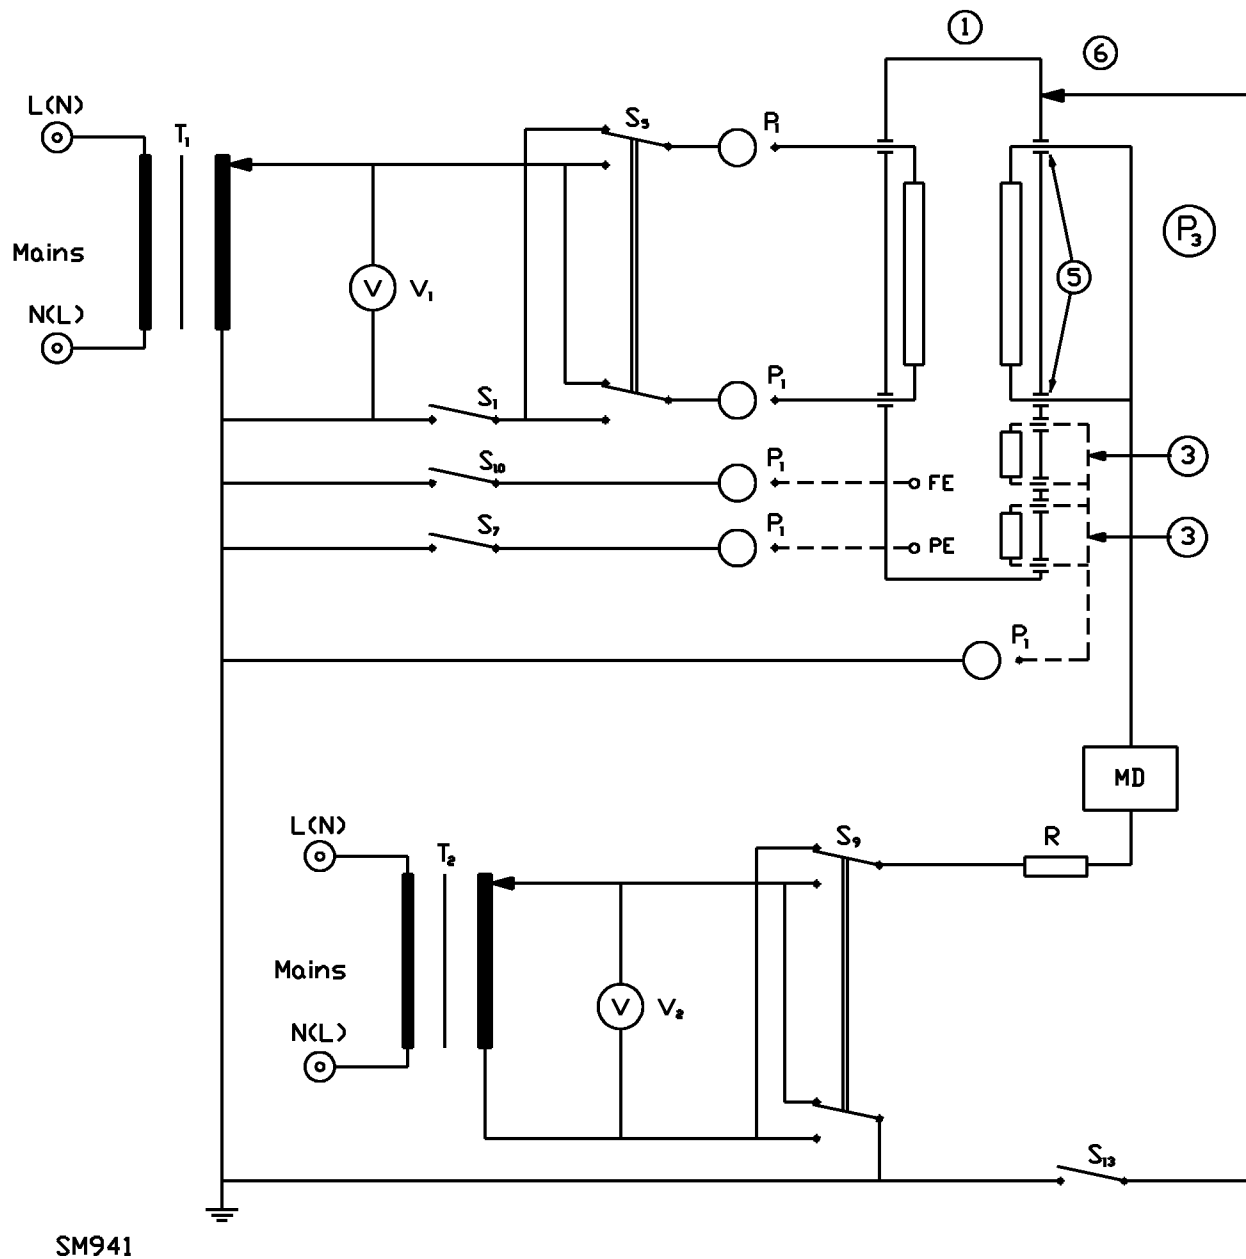 1
6
L(N)
T₁
S₅
P₁
Mains
P₃
V
V₁
5
N(L)
S₁
P₁
S₁₀
P₁
FE
3
S₇
P₁
PE
3
P₁
MD
L(N)
T₂
S₉
R
Mains
V
V₂
N(L)
S₁₃
SM941